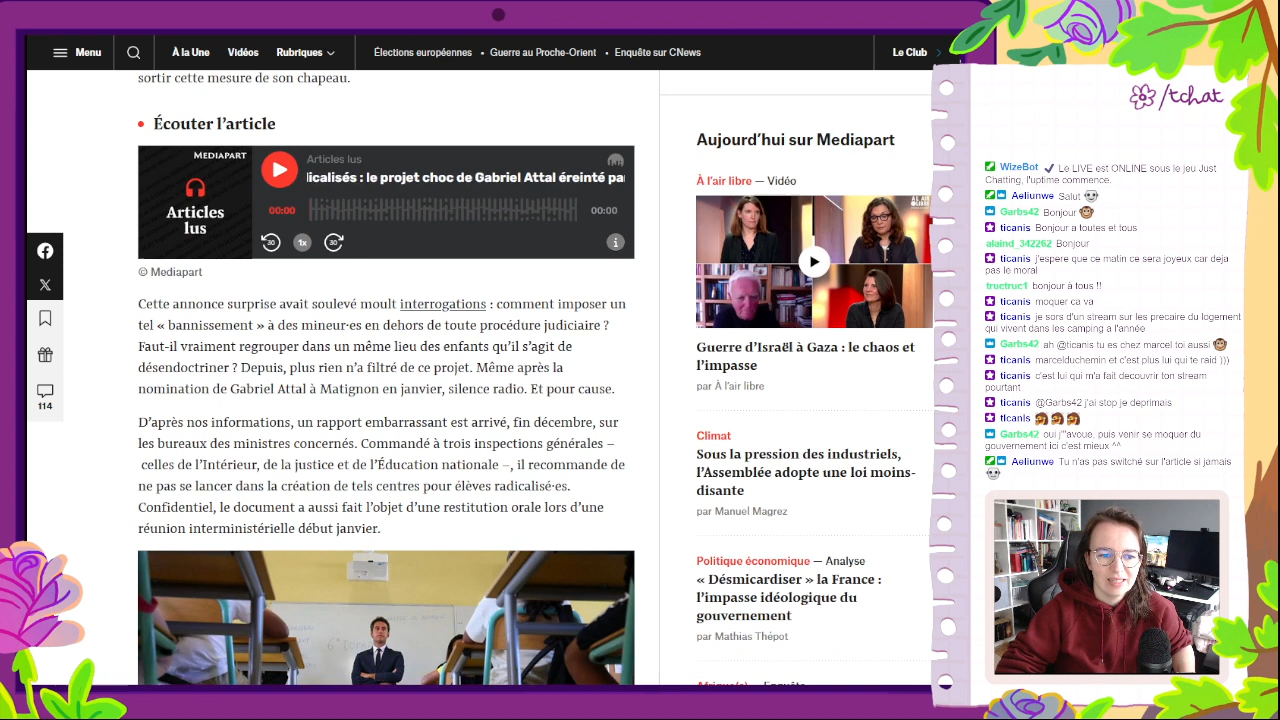 Menu
À la Une
Vidéos
Rubriques
Élections européennes
• Guerre au Proche-Orient
• Enquête sur CNews
Le Club
sortir cette mesure de son chapeau.
• Écouter l'article
MEDIAPART
Articles
lus
Articles lus
licalisés : le projet choc de Gabriel Attal éreinté pa
00:00
00:00
30
1x
30
© Mediapart
114
Cette annonce surprise avait soulevé moult interrogations : comment imposer un
tel « bannissement » à des mineur·es en dehors de toute procédure judiciaire ?
Faut-il vraiment regrouper dans un même lieu des enfants qu'il s'agit de
désendoctriner ? Depuis, plus rien n'a filtré de ce projet. Même après la
nomination de Gabriel Attal à Matignon en janvier, silence radio. Et pour cause.
D'après nos informations, un rapport embarrassant est arrivé, fin décembre, sur
les bureaux des ministres concernés. Commandé à trois inspections générales –
celles de l'Intérieur, de la Justice et de l'Éducation nationale –, il recommande de
ne pas se lancer dans la création de tels centres pour élèves radicalisé·es.
Confidentiel, le document a aussi fait l'objet d'une restitution orale lors d'une
réunion interministérielle début janvier.
Aujourd'hui sur Mediapart
À l'air libre — Vidéo
Guerre d'Israël à Gaza : le chaos et
l'impasse
par À l'air libre
Climat
Sous la pression des industriels,
l'Assemblée adopte une loi moins-
disante
par Manuel Magrez
Politique économique — Analyse
« Désmicardiser » la France :
l'impasse idéologique du
gouvernement
par Mathias Thépot
Afrique(s) — Enquête
/tchat
WizeBot Le LIVE est ONLINE sous le jeu Just
Chatting, l'uptime commence.
Aeliunwe Salut
Garbs42 Bonjour
ticanis Bonjour a toutes et tous
alaind_342262 Bonjour
ticanis j'espere que ce matin ce sera joyeux car deja
pas le moral
tructruc1 bonjour à tous !!
ticanis moquer ca va
ticanis je sors d'un stream sur les precaire du logement
qui vivent dans les camping a l'année
Garbs42 ah @ticanis tu es chez marcel toi aussi
ticanis marcelduchemin et c'est plus lui qui te raid )))
ticanis c'est lui qui m'a fait decouvrir ton stream
pourtant
ticanis @Garbs42 j'ai stop je deprimais
ticanis
Garbs42 oui j''avoue, puis venir se moquer du
gouvernement ici c'est mieux ^^
Aeliunwe Tu n'as pas switché sur l'article si jamais